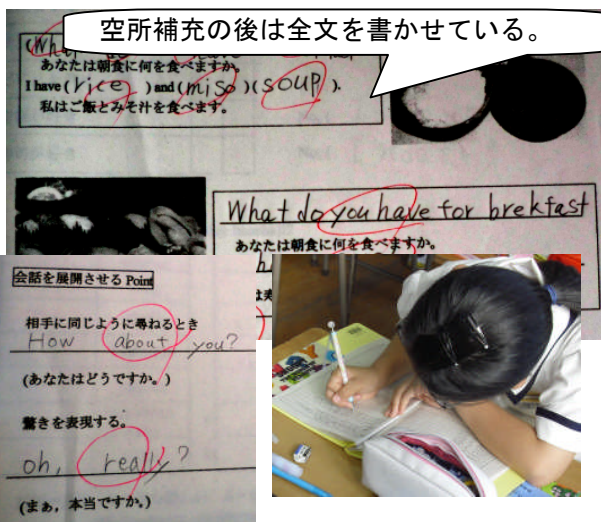 空所補充の後は全文を書かせている。
あなたは朝食に何を食べますか。
I have (rice) and (miso) (soup).
私はご飯とみそ汁を食べます。
What do you have for brekfast
あなたは朝食に何を食べますか。
会話を展開させる Point
相手に同じように尋ねるとき
How about you?
(あなたはどうですか。)
驚きを表現する。
oh, really?
(まぁ，本当ですか。)